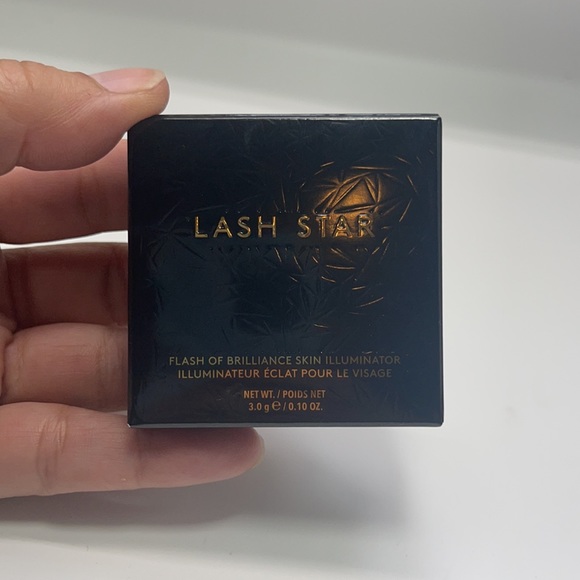 LASH STAR
FLASH OF BRILLIANCE SKIN ILLUMINATOR
ILLUMINATEUR ÉCLAT POUR LE VISAGE
NET WT. / POIDS NET
3.0 g ℮ / 0.10 OZ.